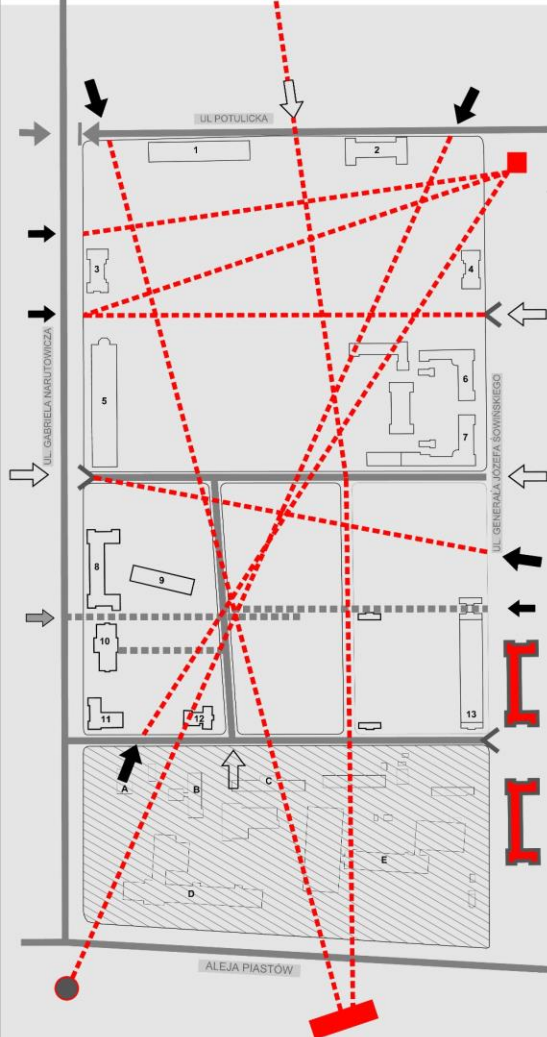 UL POTULICKA
1
2
3
4
5
6
7
UL. GABRIELA NARUTOWICZA
UL. GENERAŁA JÓZEFA SOWIŃSKIEGO
8
9
10
11
12
13
A
B
C
D
E
ALEJA PIASTÓW